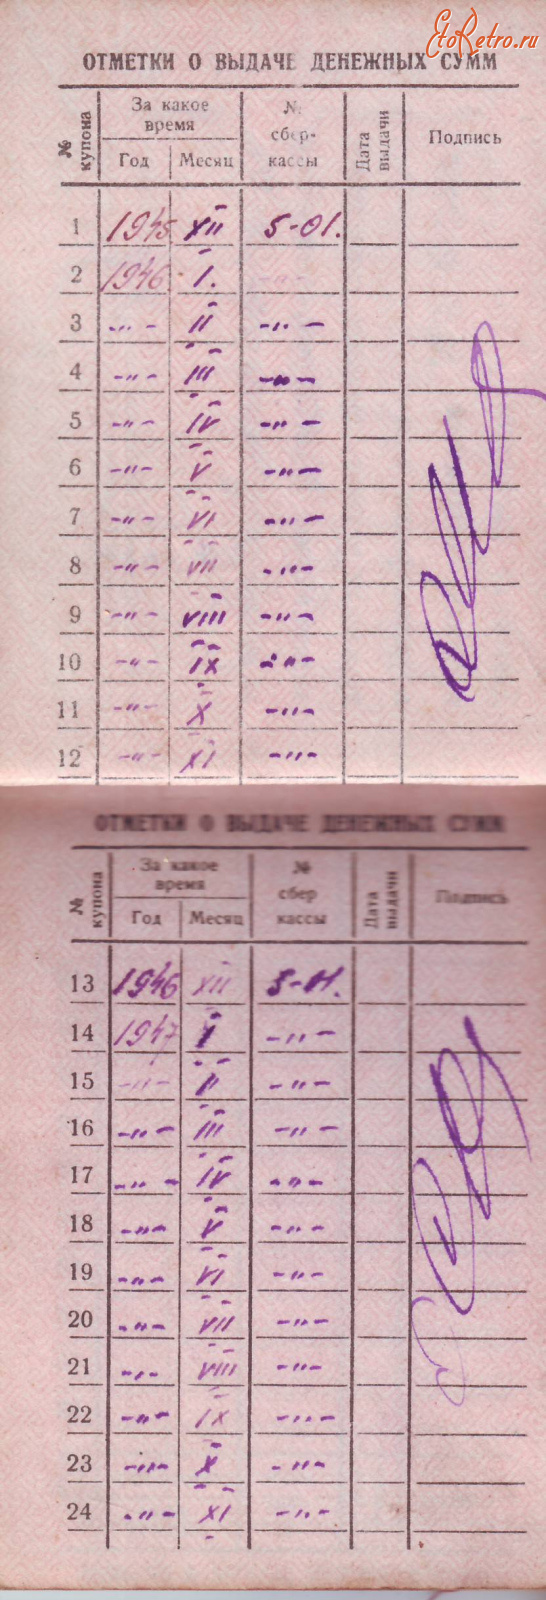 EtoRetro.ru
ОТМЕТКИ О ВЫДАЧЕ ДЕНЕЖНЫХ СУММ
№ купона За какое время № сбер-кассы Дата выдачи Подпись
Год Месяц
1 1945 XII 5-01.
2 1946 I. -„-
3 -„- II -„-
4 -„- III -„-
5 -„- IV -„-
6 -„- V -„-
7 -„- VI -„-
8 -„- VII -„-
9 -„- VIII -„-
10 -„- IX -„-
11 -„- X -„-
12 -„- XI -„-
ОТМЕТКИ О ВЫДАЧЕ ДЕНЕЖНЫХ СУММ
№ купона За какое время № сбер кассы Дата выдачи Подпись
Год Месяц
13 1946 XII 5-01.
14 1947 I -„-
15 -„- II -„-
16 -„- III -„-
17 -„- IV -„-
18 -„- V -„-
19 -„- VI -„-
20 -„- VII -„-
21 -„- VIII -„-
22 -„- IX -„-
23 -„- X -„-
24 -„- XI -„-